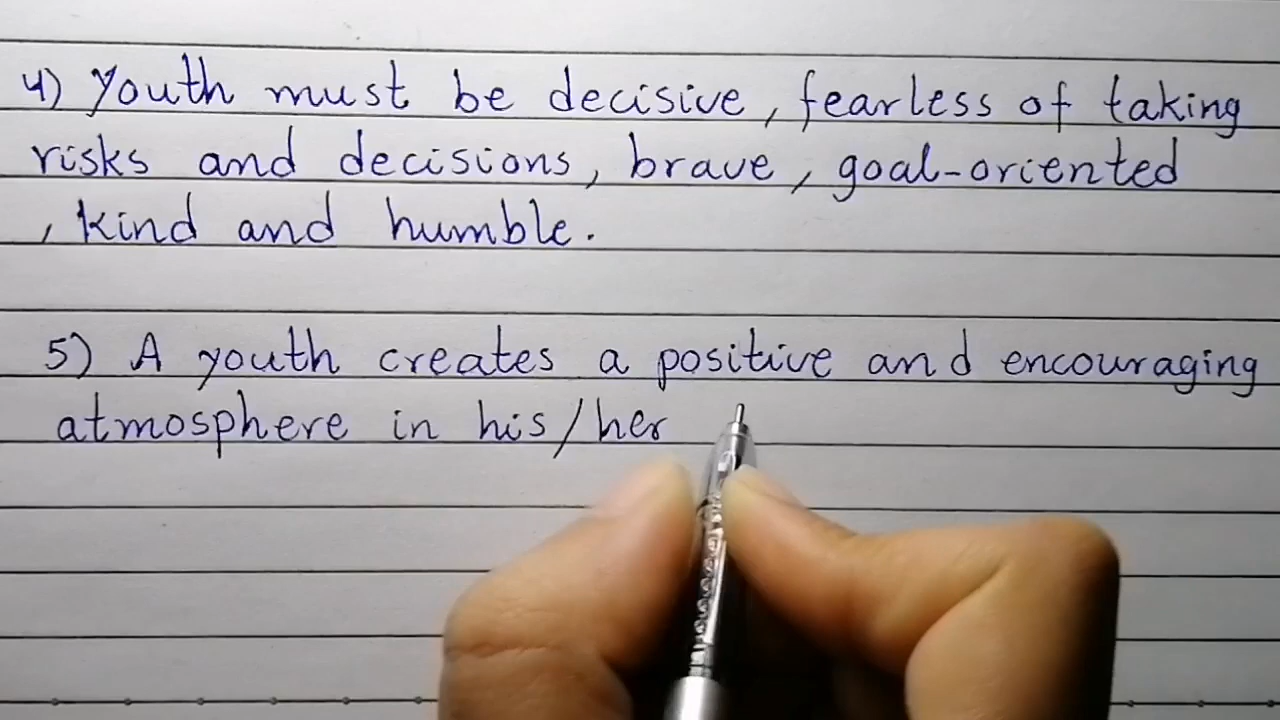 4) Youth must be decisive, fearless of taking
risks and decisions, brave, goal-oriented
, kind and humble.
5) A youth creates a positive and encouraging
atmosphere in his/her